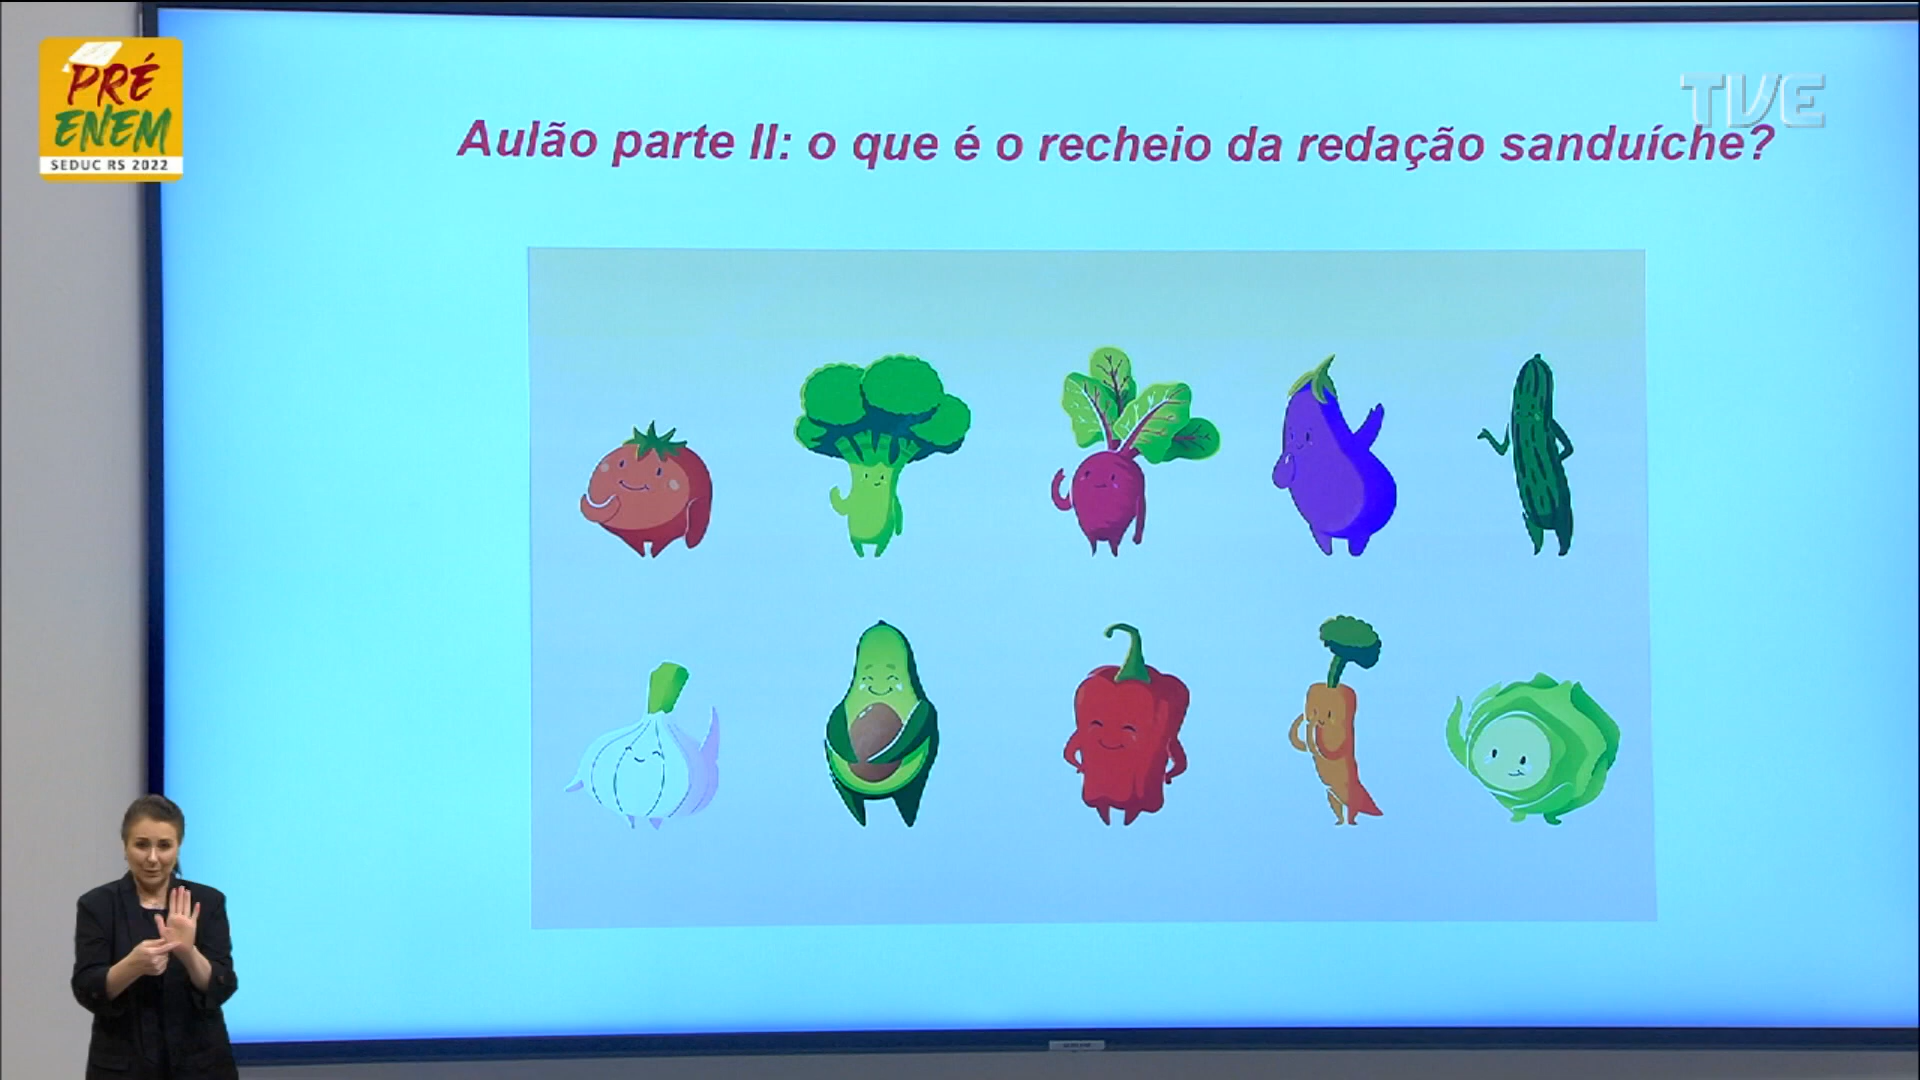 PRÉ
ENEM
SEDUC RS 2022
TVE
Aulão parte II: o que é o recheio da redação sanduíche?